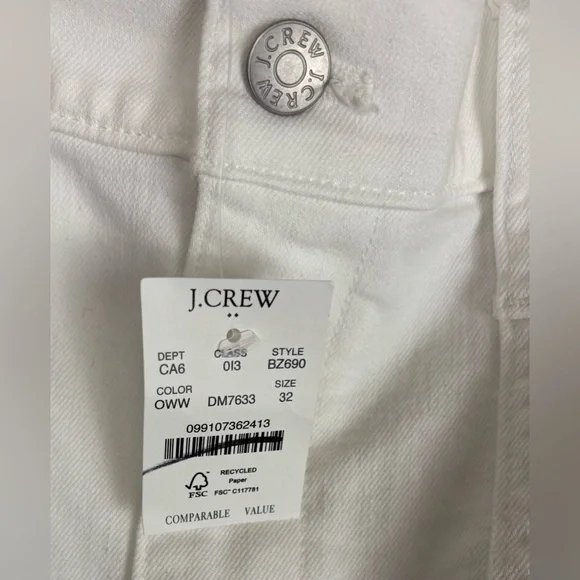 J.CREW J.CREW
J.CREW
DEPT CLASS STYLE
CA6 013 BZ690
COLOR SIZE
OWW DM7633 32
099107362413
RECYCLED
Paper
FSC FSC™ C117781
COMPARABLE VALUE